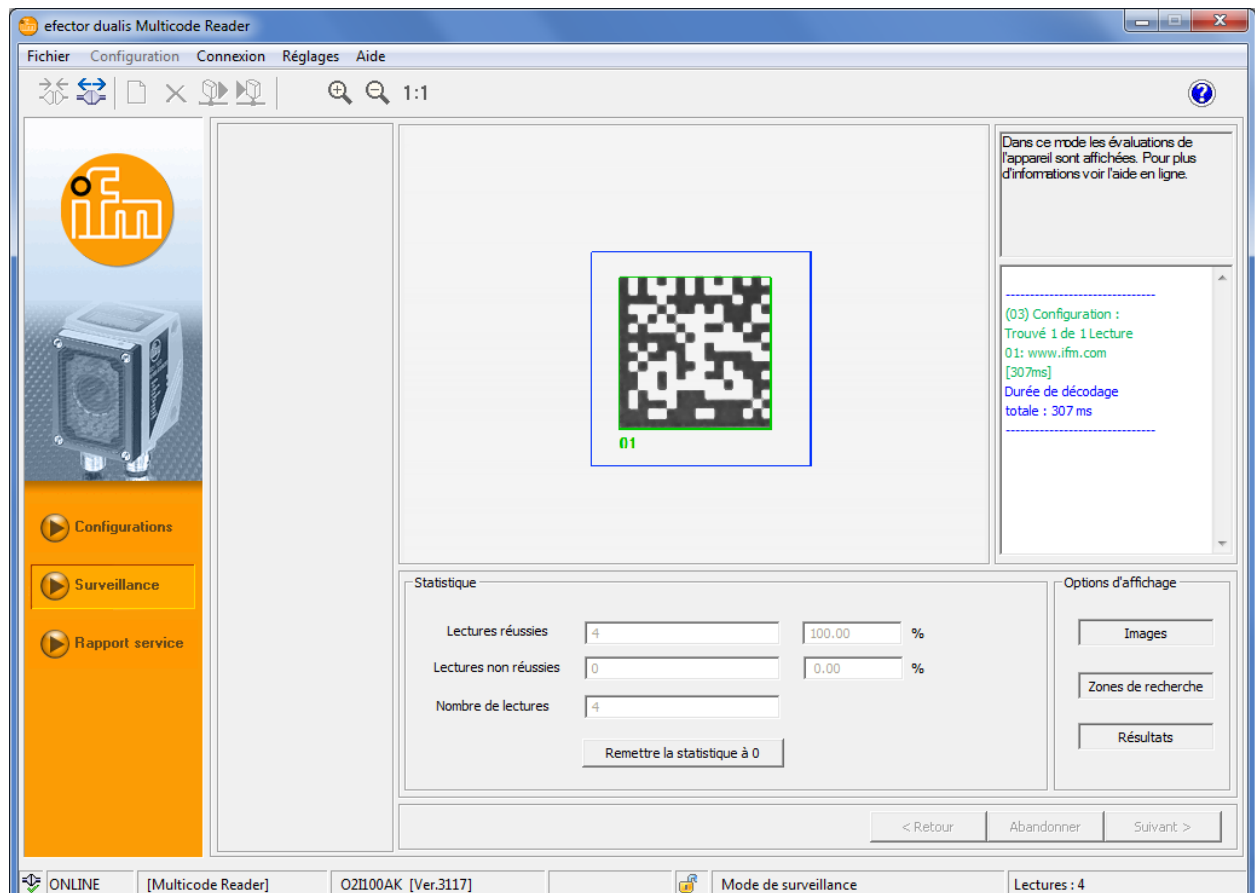 efector dualis Multicode Reader
Fichier Configuration Connexion Réglages Aide
1:1
ifm
Dans ce mode les évaluations de
l'appareil sont affichées. Pour plus
d'informations voir l'aide en ligne.
01
------------------------------
(03) Configuration :
Trouvé 1 de 1 Lecture
01: www.ifm.com
[307ms]
Durée de décodage
totale : 307 ms
------------------------------
Configurations
Surveillance
Rapport service
Statistique
Lectures réussies 4 100.00 %
Lectures non réussies 0 0.00 %
Nombre de lectures 4
Remettre la statistique à 0
Options d'affichage
Images
Zones de recherche
Résultats
< Retour Abandonner Suivant >
ONLINE [Multicode Reader] O2I100AK [Ver.3117] Mode de surveillance Lectures : 4